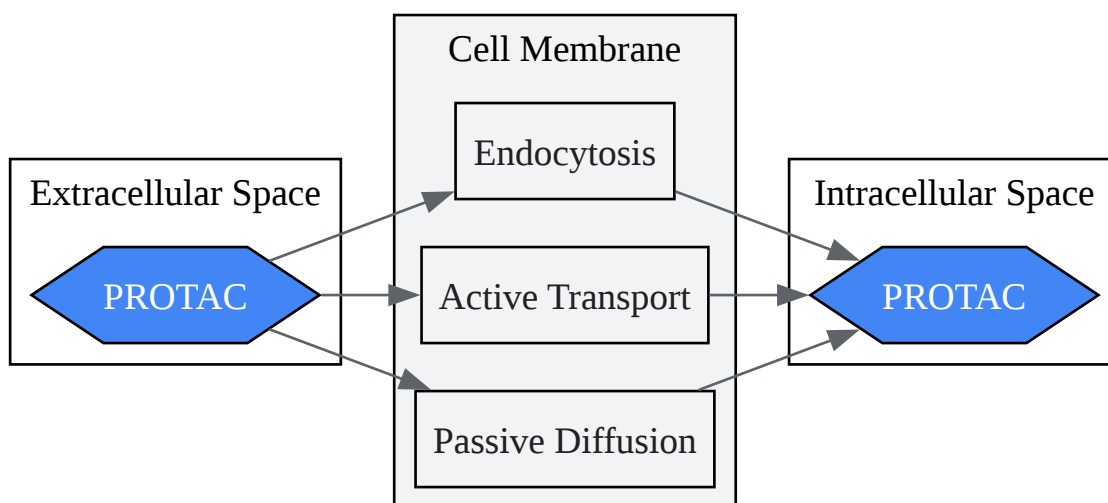 Cell Membrane
Endocytosis
Extracellular Space
PROTAC
Active Transport
Passive Diffusion
Intracellular Space
PROTAC